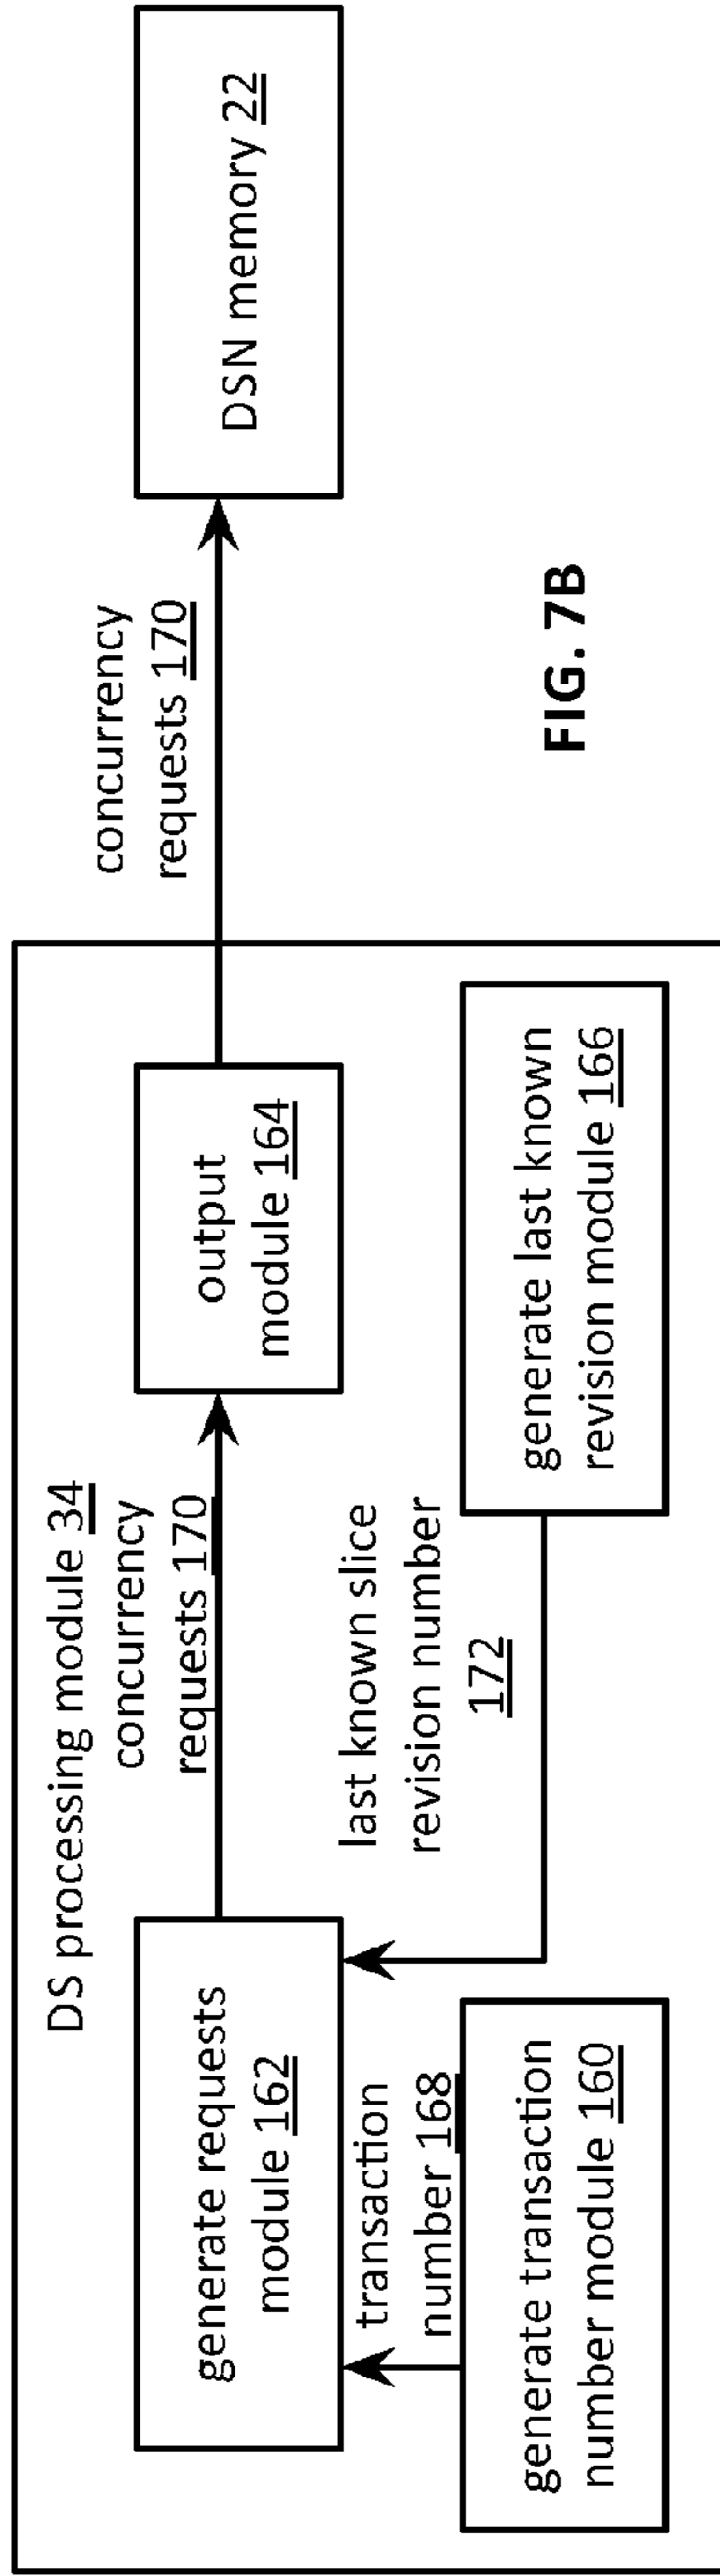 DS processing module 34
generate requests
module 162
concurrency
requests 170
output
module 164
concurrency
requests 170
DSN memory 22
transaction
number 168
last known slice
revision number
172
generate transaction
number module 160
generate last known
revision module 166
FIG. 7B